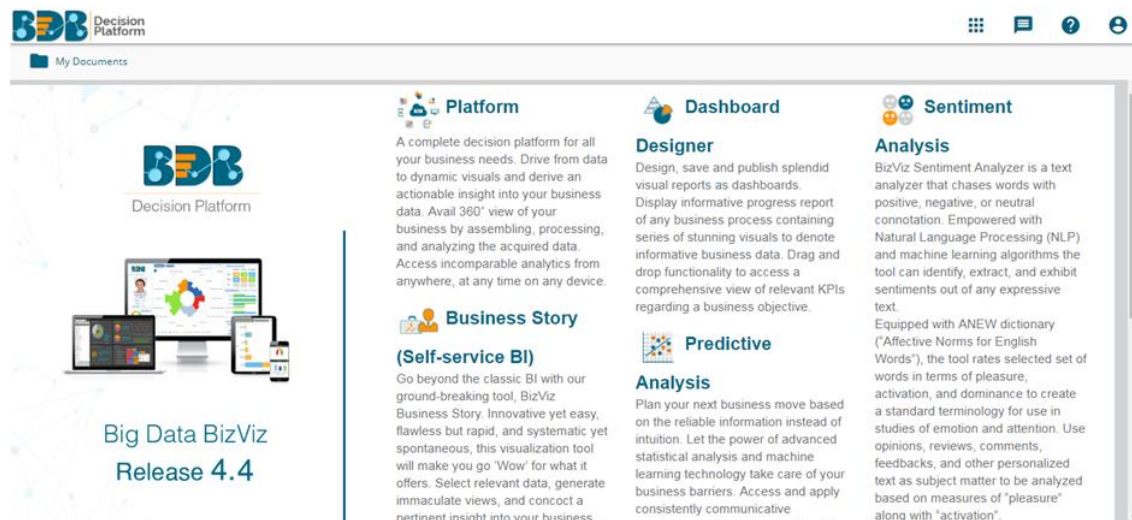 BDB Decision
Platform
My Documents
BDB
Decision Platform
Big Data BizViz
Release 4.4
Platform
A complete decision platform for all
your business needs. Drive from data
to dynamic visuals and derive an
actionable insight into your business
data. Avail 360° view of your
business by assembling, processing,
and analyzing the acquired data.
Access incomparable analytics from
anywhere, at any time on any device.
Business Story
(Self-service BI)
Go beyond the classic BI with our
ground-breaking tool, BizViz
Business Story. Innovative yet easy,
flawless but rapid, and systematic yet
spontaneous, this visualization tool
will make you go 'Wow' for what it
offers. Select relevant data, generate
immaculate views, and concoct a
pertinent insight into your business
Dashboard
Designer
Design, save and publish splendid
visual reports as dashboards.
Display informative progress report
of any business process containing
series of stunning visuals to denote
informative business data. Drag and
drop functionality to access a
comprehensive view of relevant KPIs
regarding a business objective.
Predictive
Analysis
Plan your next business move based
on the reliable information instead of
intuition. Let the power of advanced
statistical analysis and machine
learning technology take care of your
business barriers. Access and apply
consistently communicative
Sentiment
Analysis
BizViz Sentiment Analyzer is a text
analyzer that chases words with
positive, negative, or neutral
connotation. Empowered with
Natural Language Processing (NLP)
and machine learning algorithms the
tool can identify, extract, and exhibit
sentiments out of any expressive
text.
Equipped with ANEW dictionary
("Affective Norms for English
Words"), the tool rates selected set of
words in terms of pleasure,
activation, and dominance to create
a standard terminology for use in
studies of emotion and attention. Use
opinions, reviews, comments,
feedbacks, and other personalized
text as subject matter to be analyzed
based on measures of "pleasure"
along with "activation".